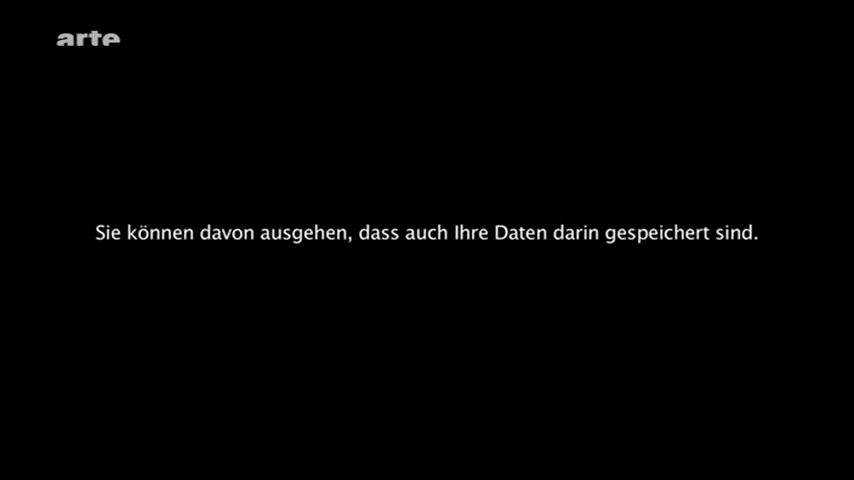 arte
Sie können davon ausgehen, dass auch Ihre Daten darin gespeichert sind.